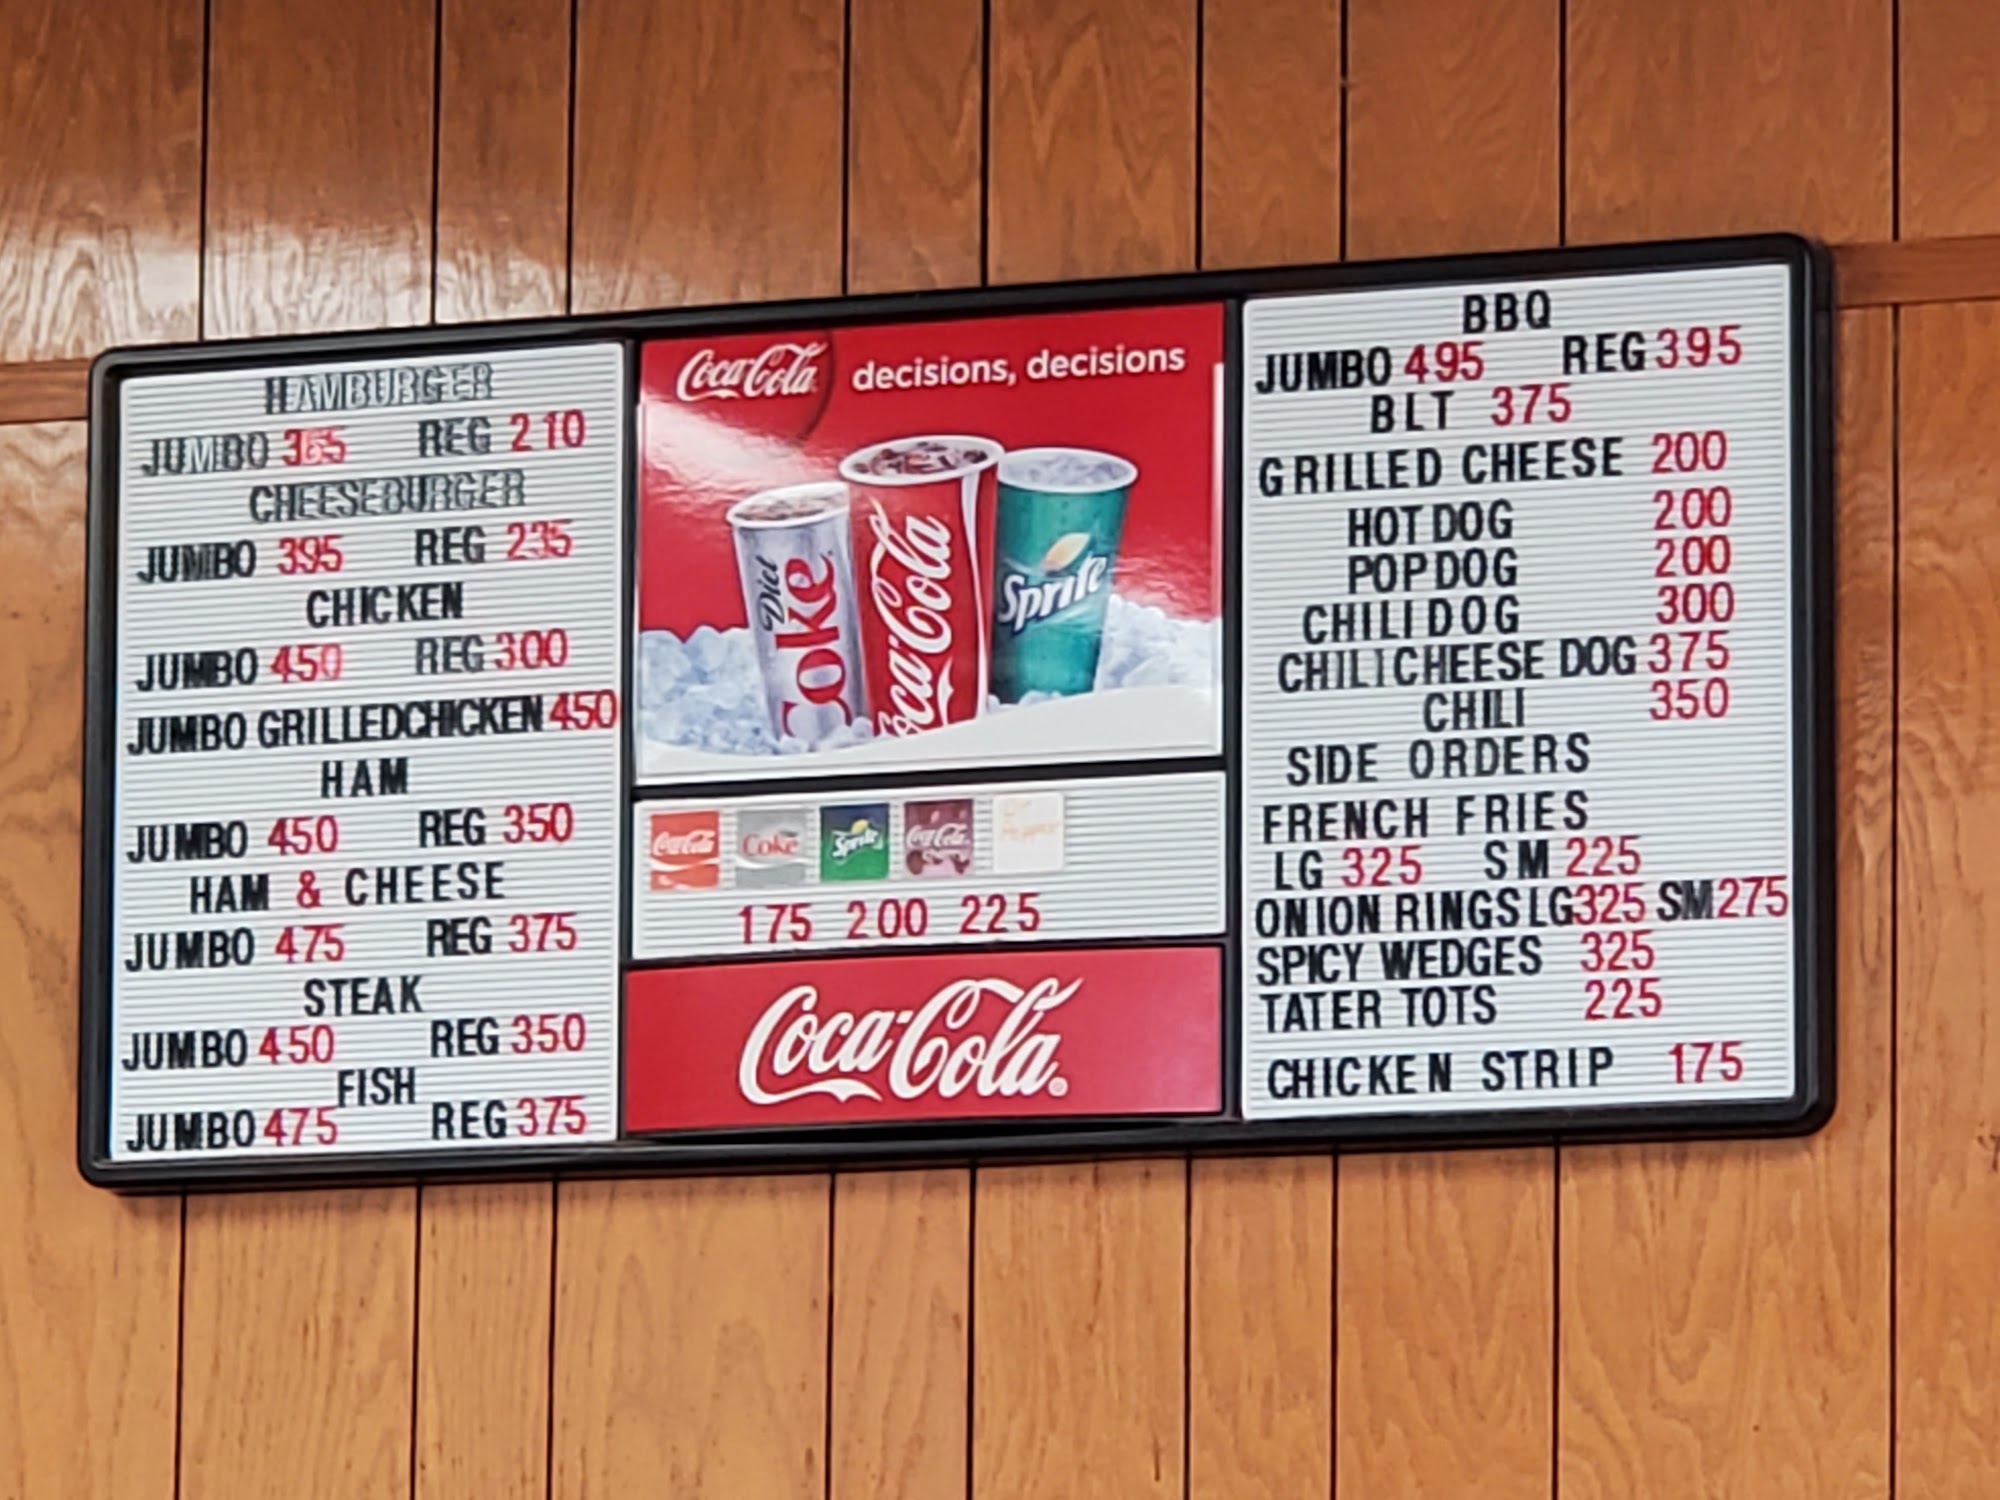 HAMBURGER
JUMBO 365 REG 210
CHEESEBURGER
JUMBO 395 REG 235
CHICKEN
JUMBO 450 REG 300
JUMBO GRILLEDCHICKEN 450
HAM
JUMBO 450 REG 350
HAM & CHEESE
JUMBO 475 REG 375
STEAK
JUMBO 450 REG 350
FISH
JUMBO 475 REG 375
Coca-Cola decisions, decisions
Diet Coke
Coca-Cola
Sprite
Coca-Cola Coke Sprite Coca-Cola
175 200 225
Coca-Cola®
BBQ
JUMBO 495 REG 395
BLT 375
GRILLED CHEESE 200
HOT DOG 200
POP DOG 200
CHILI DOG 300
CHILI CHEESE DOG 375
CHILI 350
SIDE ORDERS
FRENCH FRIES
LG 325 SM 225
ONION RINGS LG 325 SM 275
SPICY WEDGES 325
TATER TOTS 225
CHICKEN STRIP 175